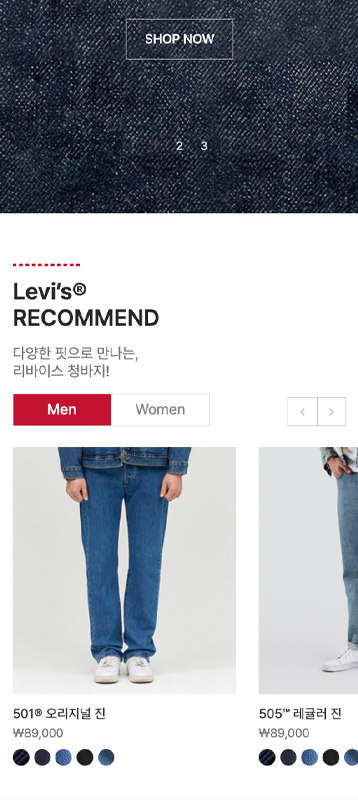 SHOP NOW
1 2 3
Levi's®
RECOMMEND
다양한 핏으로 만나는,
리바이스 청바지!
Men Women
501® 오리지널 진
₩89,000
505™ 레귤러 진
₩89,000